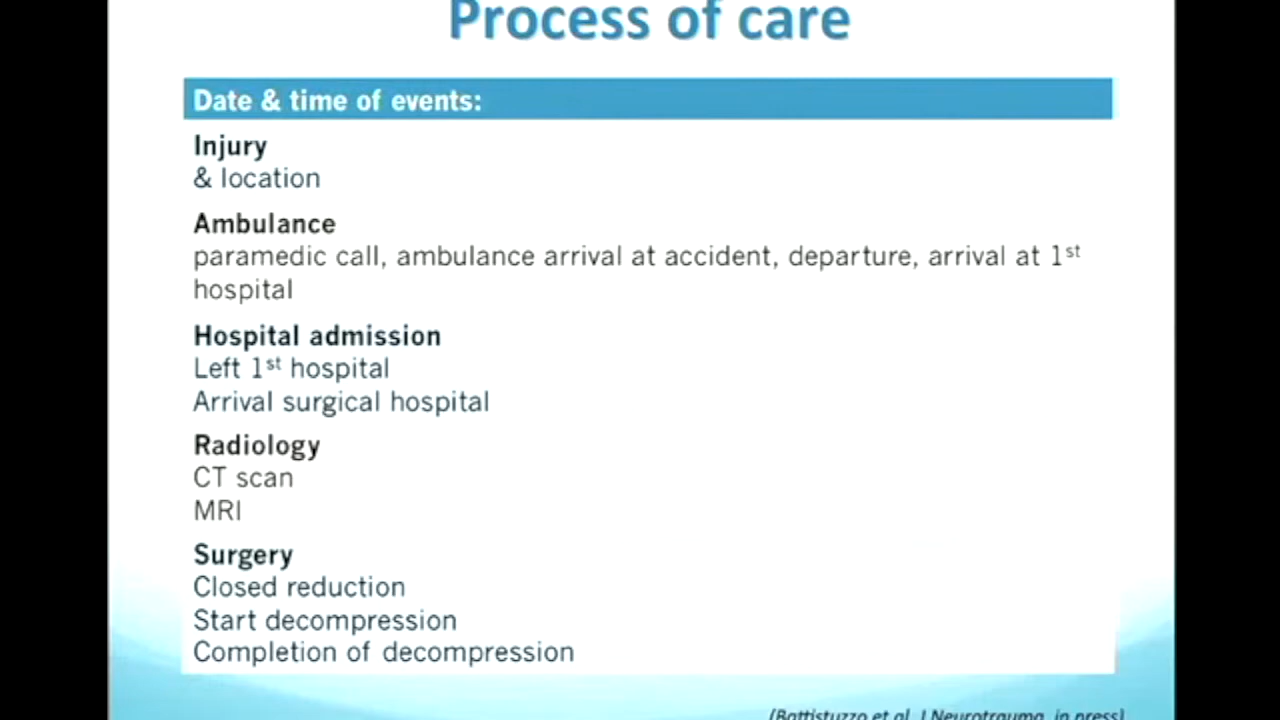 Process of care
Date & time of events:
Injury
& location
Ambulance
paramedic call, ambulance arrival at accident, departure, arrival at 1st
hospital
Hospital admission
Left 1st hospital
Arrival surgical hospital
Radiology
CT scan
MRI
Surgery
Closed reduction
Start decompression
Completion of decompression
(Battistuzzo et al. J Neurotrauma, in press)